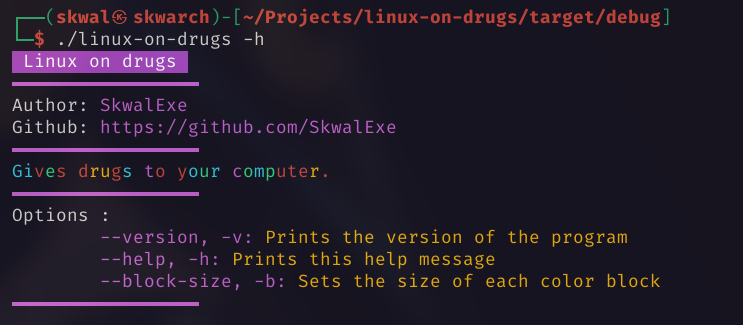 ┌──(skwal㉿skwarch)-[~/Projects/linux-on-drugs/target/debug]
└─$ ./linux-on-drugs -h
Linux on drugs
Author: SkwalExe
Github: https://github.com/SkwalExe
Gives drugs to your computer.
Options :
--version, -v: Prints the version of the program
--help, -h: Prints this help message
--block-size, -b: Sets the size of each color block